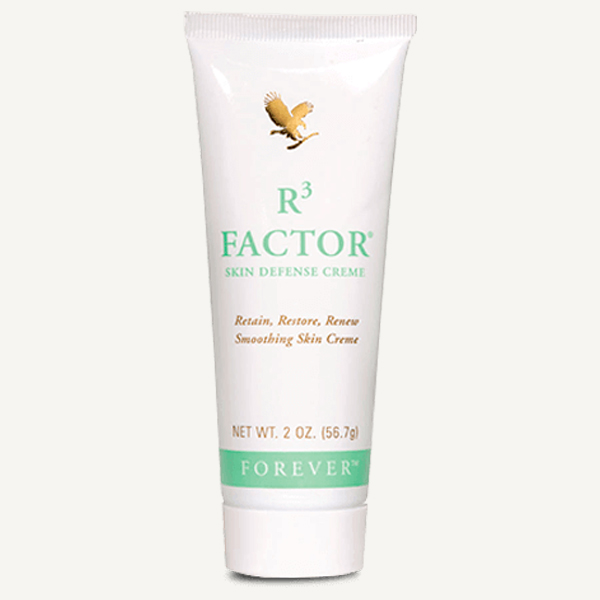 R³
FACTOR®
SKIN DEFENSE CREME
Retain, Restore, Renew
Smoothing Skin Creme
NET WT. 2 OZ. (56.7g)
FOREVER™